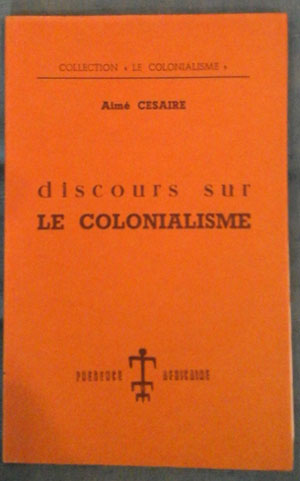 COLLECTION « LE COLONIALISME »
Aimé CESAIRE
discours sur
LE COLONIALISME
PRESENCE AFRICAINE